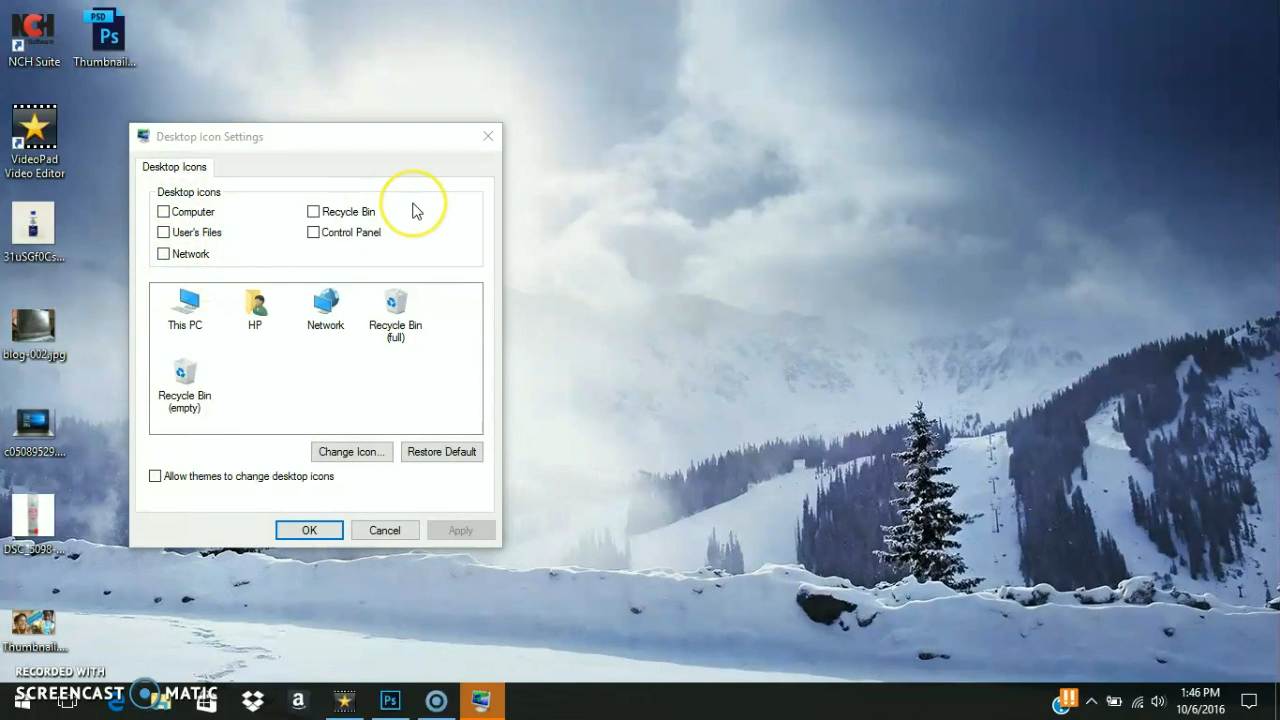 NCH Suite
PSD
Ps
Thumbnail...
VideoPad
Video Editor
31uSGf0Cs...
blog-002.jpg
c05089529....
DSC_5098-...
Thumbnail....
Desktop Icon Settings
Desktop Icons
Desktop icons
Computer
Recycle Bin
User's Files
Control Panel
Network
This PC
HP
Network
Recycle Bin
(full)
Recycle Bin
(empty)
Change Icon...
Restore Default
Allow themes to change desktop icons
OK
Cancel
Apply
RECORDED WITH
SCREENCAST MATIC
Ps
1:46 PM
10/6/2016